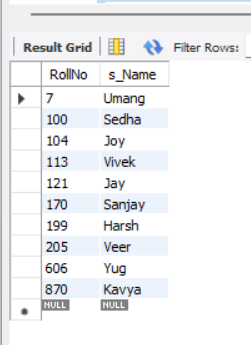 Result Grid Filter Rows:
RollNo s_Name
7 Umang
100 Sedha
104 Joy
113 Vivek
121 Jay
170 Sanjay
199 Harsh
205 Veer
606 Yug
870 Kavya
NULL NULL